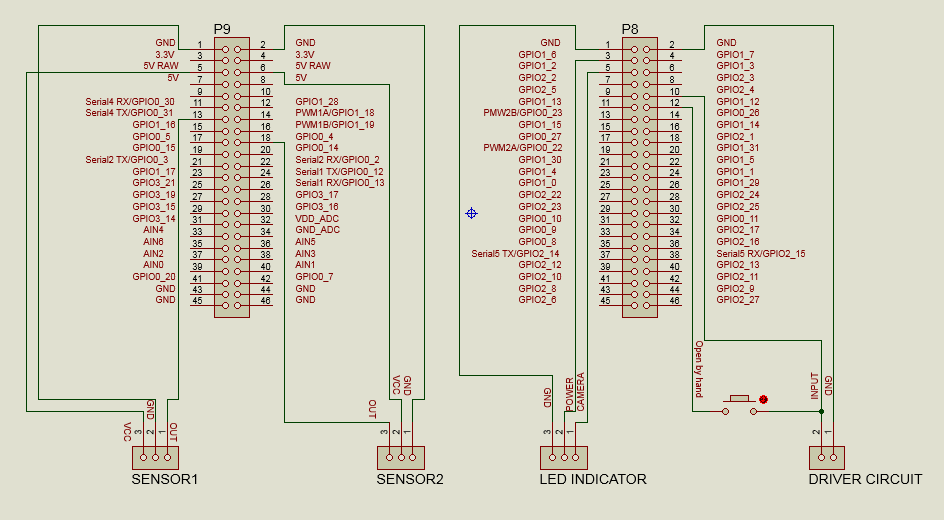 P9
GND 1 2 GND
3.3V 3 4 3.3V
5V RAW 5 6 5V RAW
5V 7 8 5V
9 10
Serial4 RX/GPIO0_30 11 12 GPIO1_28
Serial4 TX/GPIO0_31 13 14 PWM1A/GPIO1_18
GPIO1_16 15 16 PWM1B/GPIO1_19
GPIO0_5 17 18 GPIO0_4
GPIO0_15 19 20 GPIO0_14
Serial2 TX/GPIO0_3 21 22 Serial2 RX/GPIO0_2
GPIO1_17 23 24 Serial1 TX/GPIO0_12
GPIO3_21 25 26 Serial1 RX/GPIO0_13
GPIO3_19 27 28 GPIO3_17
GPIO3_15 29 30 GPIO3_16
GPIO3_14 31 32 VDD_ADC
AIN4 33 34 GND_ADC
AIN6 35 36 AIN5
AIN2 37 38 AIN3
AIN0 39 40 AIN1
GPIO0_20 41 42 GPIO0_7
GND 43 44 GND
GND 45 46 GND
P8
GND 1 2 GND
GPIO1_6 3 4 GPIO1_7
GPIO1_2 5 6 GPIO1_3
GPIO2_2 7 8 GPIO2_3
GPIO2_5 9 10 GPIO2_4
GPIO1_13 11 12 GPIO1_12
PMW2B/GPIO0_23 13 14 GPIO0_26
GPIO1_15 15 16 GPIO1_14
GPIO0_27 17 18 GPIO2_1
PWM2A/GPIO0_22 19 20 GPIO1_31
GPIO1_30 21 22 GPIO1_5
GPIO1_4 23 24 GPIO1_1
GPIO1_0 25 26 GPIO1_29
GPIO2_22 27 28 GPIO2_24
GPIO2_23 29 30 GPIO2_25
GPIO0_10 31 32 GPIO0_11
GPIO0_9 33 34 GPIO2_17
GPIO0_8 35 36 GPIO2_16
Serial5 TX/GPIO2_14 37 38 Serial5 RX/GPIO2_15
GPIO2_12 39 40 GPIO2_13
GPIO2_10 41 42 GPIO2_11
GPIO2_8 43 44 GPIO2_9
GPIO2_6 45 46 GPIO2_27
VCC GND OUT
3 2 1
SENSOR1
OUT VCC GND
3 2 1
SENSOR2
GND POWER CAMERA
3 2 1
LED INDICATOR
Open by hand
INPUT GND
2 1
DRIVER CIRCUIT